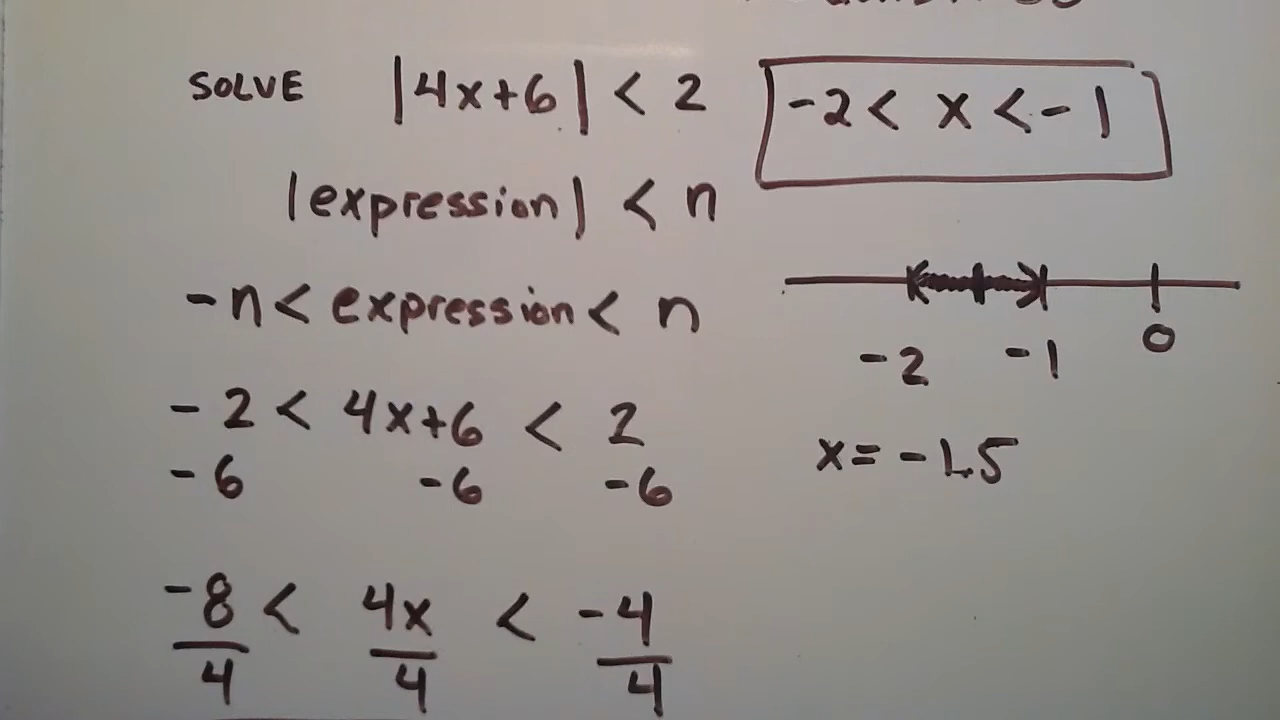 SOLVE |4x+6| < 2
|expression| < n
-n < expression < n
-2 < 4x+6 < 2
-6 -6 -6
-8 < 4x < -4
4 4 4
-2 < x < -1
-2 -1 0
x = -1.5